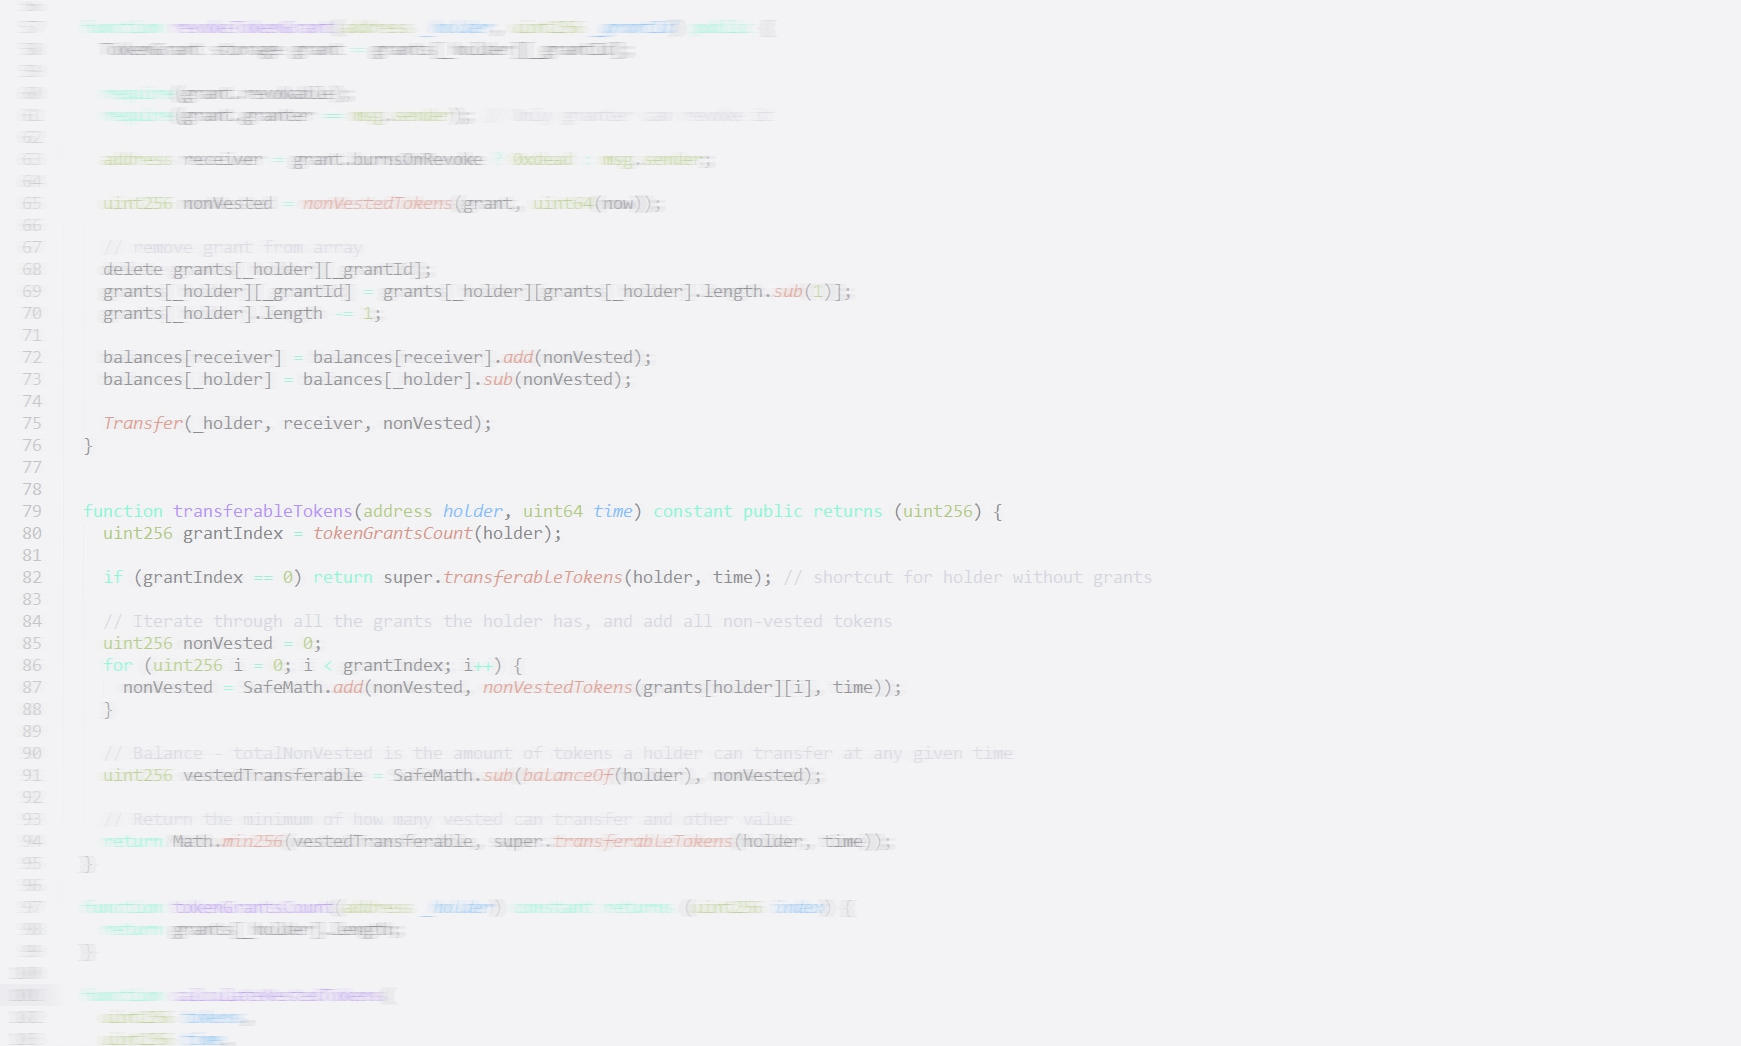 57 function revokeTokenGrant(address _holder, uint256 _grantId) public {
58 TokenGrant storage grant = grants[_holder][_grantId];
59
60 require(grant.revokable);
61 require(grant.granter == msg.sender); // Only granter can revoke it
62
63 address receiver = grant.burnsOnRevoke ? 0xdead : msg.sender;
64
65 uint256 nonVested = nonVestedTokens(grant, uint64(now));
66
67 // remove grant from array
68 delete grants[_holder][_grantId];
69 grants[_holder][_grantId] = grants[_holder][grants[_holder].length.sub(1)];
70 grants[_holder].length -= 1;
71
72 balances[receiver] = balances[receiver].add(nonVested);
73 balances[_holder] = balances[_holder].sub(nonVested);
74
75 Transfer(_holder, receiver, nonVested);
76 }
77
78
79 function transferableTokens(address holder, uint64 time) constant public returns (uint256) {
80 uint256 grantIndex = tokenGrantsCount(holder);
81
82 if (grantIndex == 0) return super.transferableTokens(holder, time); // shortcut for holder without grants
83
84 // Iterate through all the grants the holder has, and add all non-vested tokens
85 uint256 nonVested = 0;
86 for (uint256 i = 0; i < grantIndex; i++) {
87 nonVested = SafeMath.add(nonVested, nonVestedTokens(grants[holder][i], time));
88 }
89
90 // Balance - totalNonVested is the amount of tokens a holder can transfer at any given time
91 uint256 vestedTransferable = SafeMath.sub(balanceOf(holder), nonVested);
92
93 // Return the minimum of how many vested can transfer and other value
94 return Math.min256(vestedTransferable, super.transferableTokens(holder, time));
95 }
96
97 function tokenGrantsCount(address _holder) constant returns (uint256 index) {
98 return grants[_holder].length;
99 }
100
101 function calculateVestedTokens(
102 uint256 tokens,
103 uint256 time,